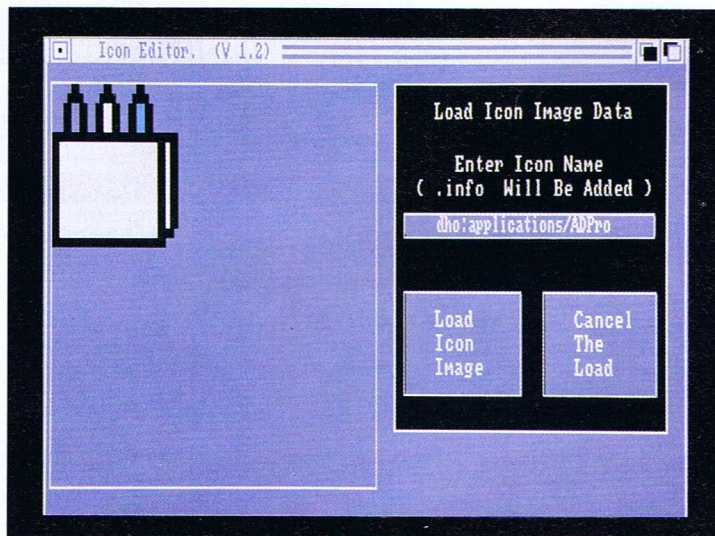 Icon Editor. (V 1.2)
Load Icon Image Data
Enter Icon Name
( .info Will Be Added )
dho:applications/ADPro
Load
Icon
Image
Cancel
The
Load